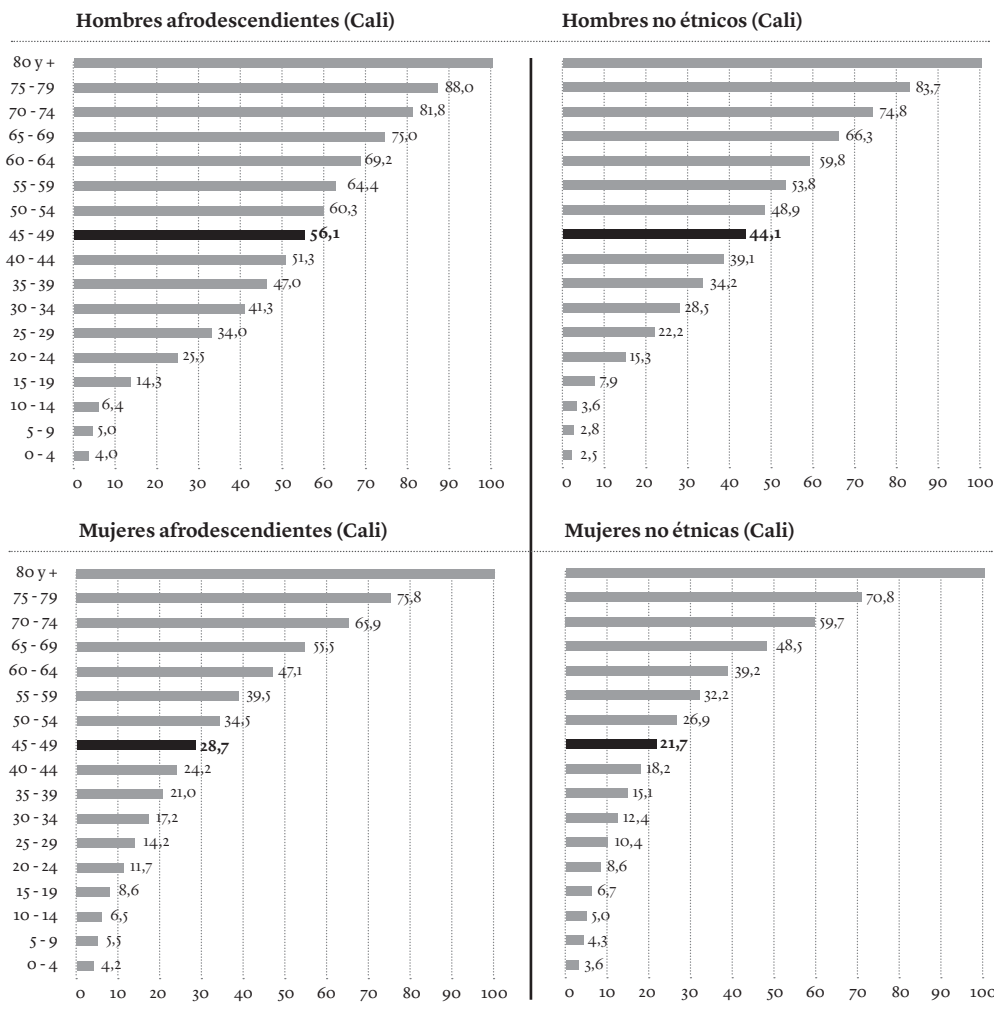 Hombres afrodescendientes (Cali)
80 y +
75 - 79 88,0
70 - 74 81,8
65 - 69 75,0
60 - 64 69,2
55 - 59 64,4
50 - 54 60,3
45 - 49 56,1
40 - 44 51,3
35 - 39 47,0
30 - 34 41,3
25 - 29 34,0
20 - 24 25,5
15 - 19 14,3
10 - 14 6,4
5 - 9 5,0
0 - 4 4,0
0 10 20 30 40 50 60 70 80 90 100
Hombres no étnicos (Cali)
83,7
74,8
66,3
59,8
53,8
48,9
44,1
39,1
34,2
28,5
22,2
15,3
7,9
3,6
2,8
2,5
0 10 20 30 40 50 60 70 80 90 100
Mujeres afrodescendientes (Cali)
80 y +
75 - 79 75,8
70 - 74 65,9
65 - 69 55,5
60 - 64 47,1
55 - 59 39,5
50 - 54 34,5
45 - 49 28,7
40 - 44 24,2
35 - 39 21,0
30 - 34 17,2
25 - 29 14,2
20 - 24 11,7
15 - 19 8,6
10 - 14 6,5
5 - 9 5,5
0 - 4 4,2
0 10 20 30 40 50 60 70 80 90 100
Mujeres no étnicas (Cali)
70,8
59,7
48,5
39,2
32,2
26,9
21,7
18,2
15,1
12,4
10,4
8,6
6,7
5,0
4,3
3,6
0 10 20 30 40 50 60 70 80 90 100